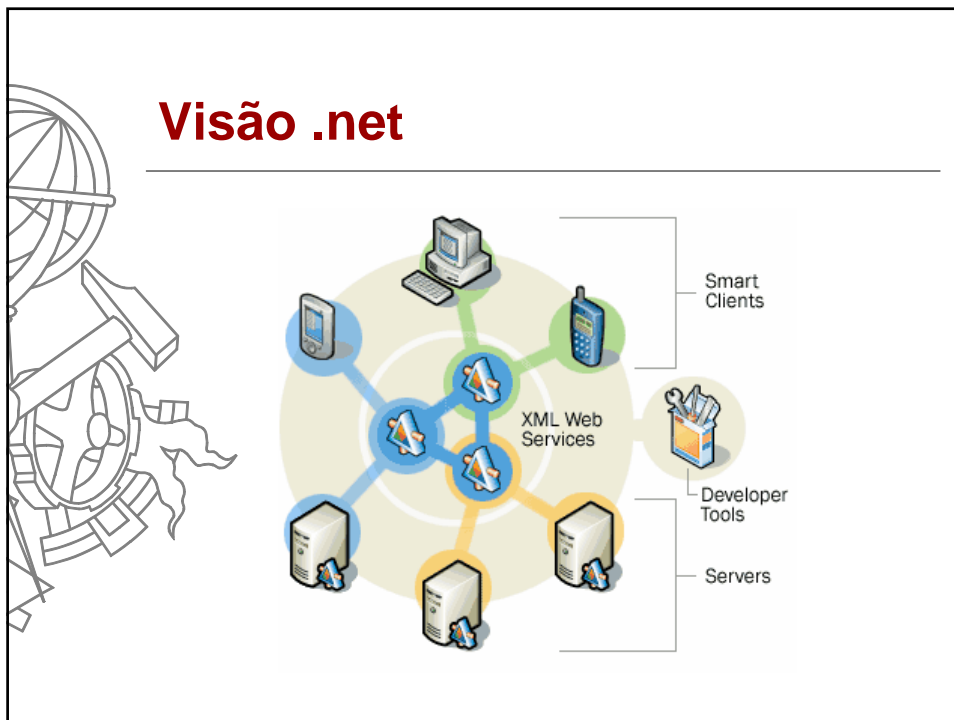 Visão .net
Smart
Clients
XML Web
Services
Developer
Tools
Servers